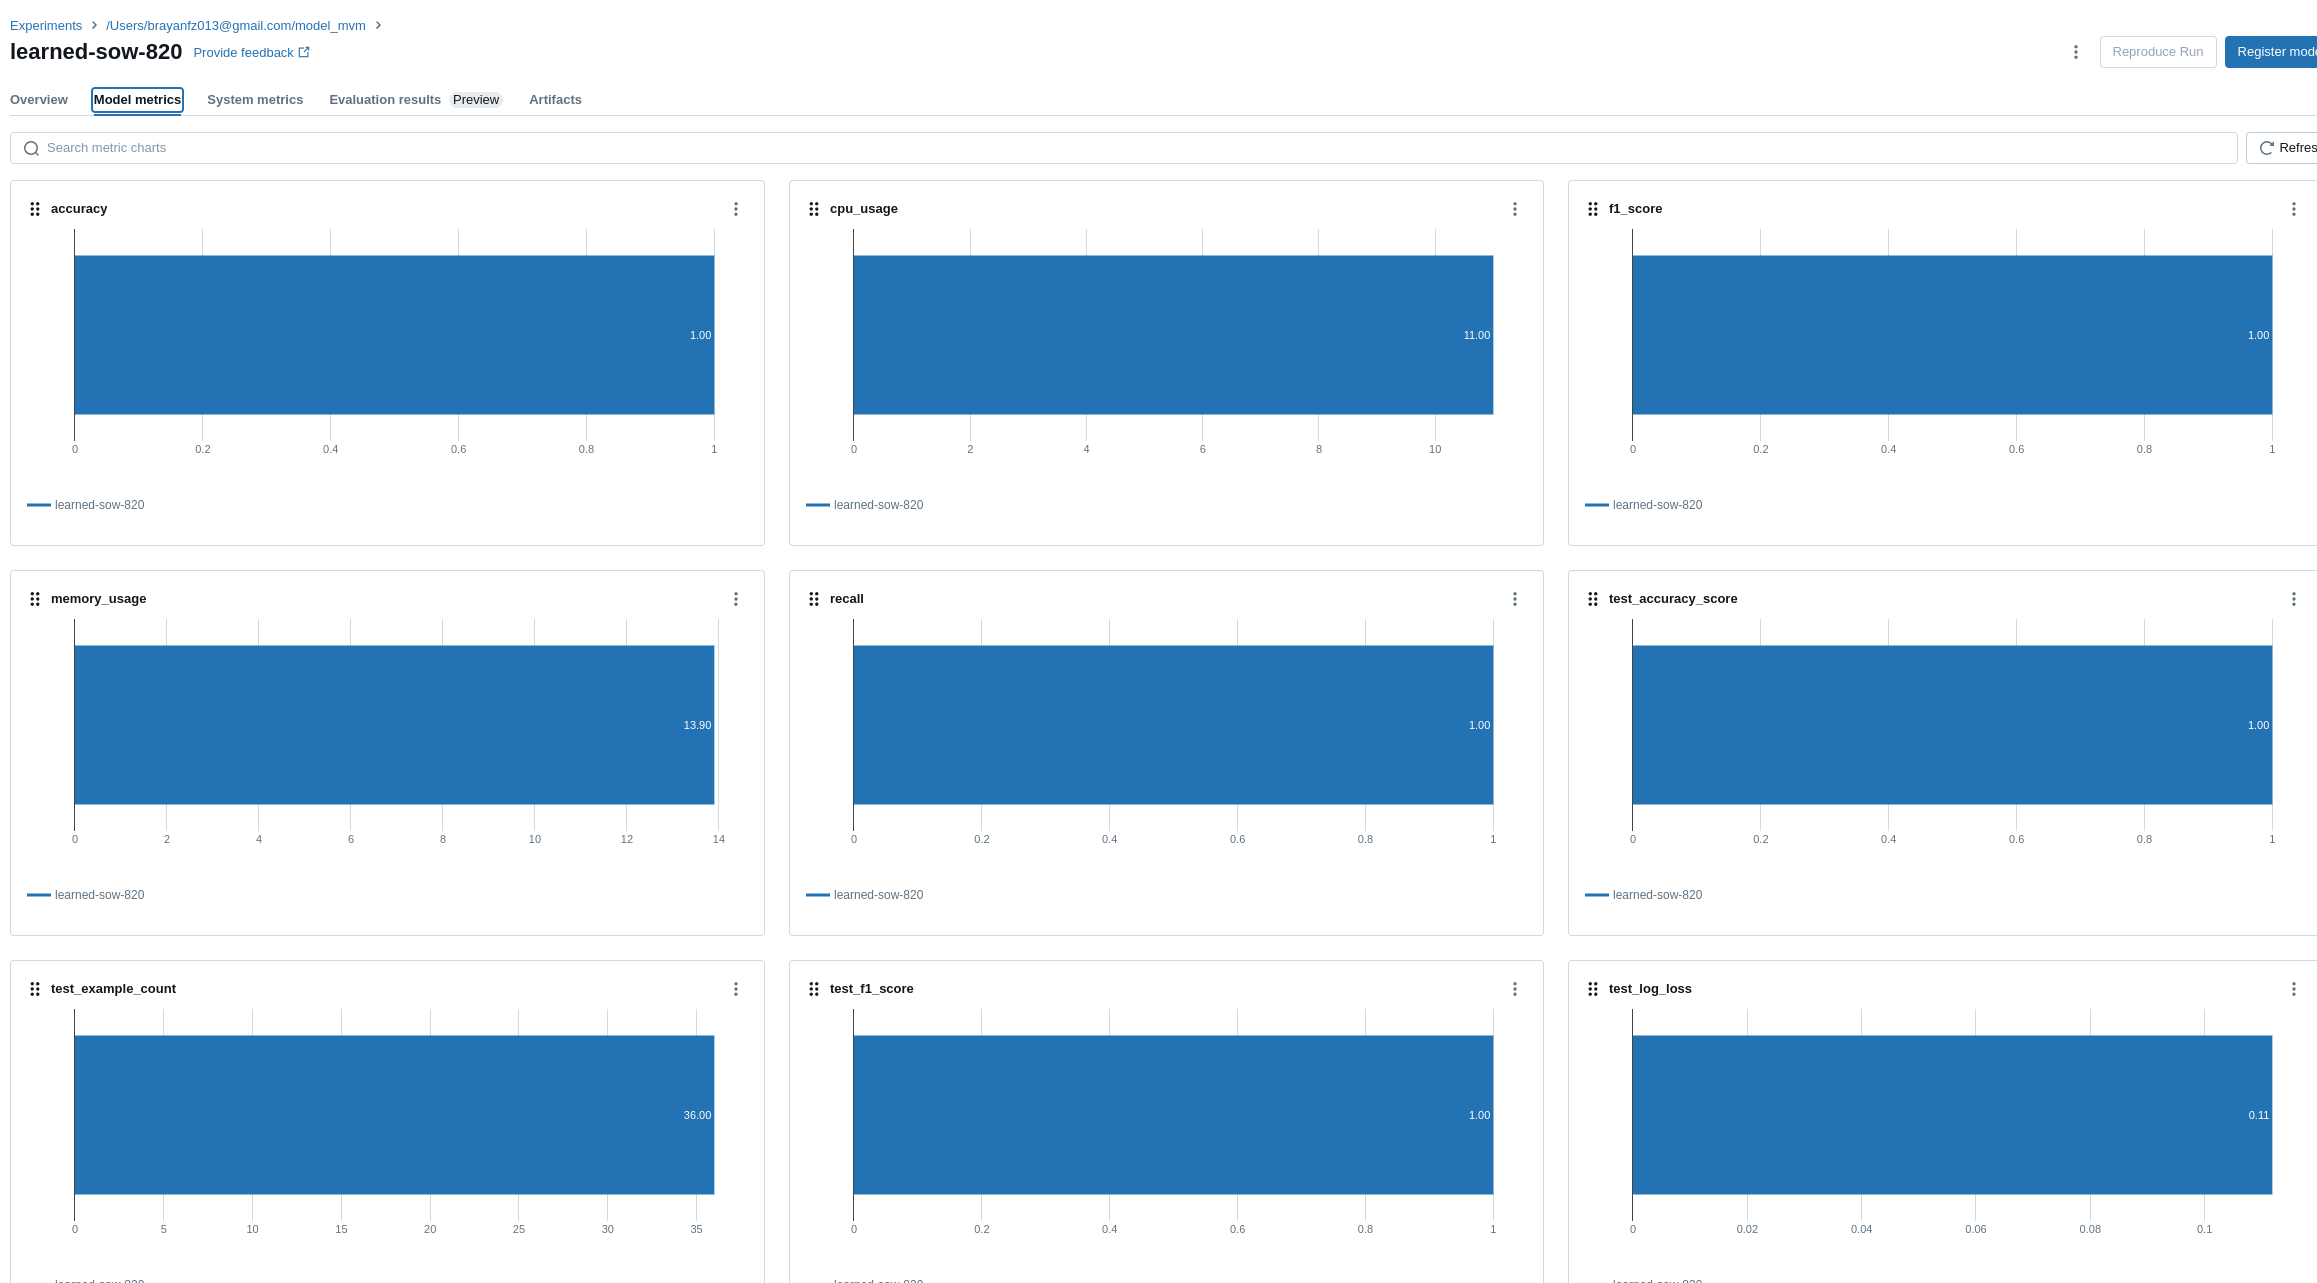 Experiments > /Users/brayanfz013@gmail.com/model_mvm >
learned-sow-820 Provide feedback
Reproduce Run
Overview Model metrics System metrics Evaluation results Preview Artifacts
Search metric charts
accuracy
1.00
0 0.2 0.4 0.6 0.8 1
learned-sow-820
cpu_usage
11.00
0 2 4 6 8 10
learned-sow-820
f1_score
1.00
0 0.2 0.4 0.6 0.8 1
learned-sow-820
memory_usage
13.90
0 2 4 6 8 10 12 14
learned-sow-820
recall
1.00
0 0.2 0.4 0.6 0.8 1
learned-sow-820
test_accuracy_score
1.00
0 0.2 0.4 0.6 0.8 1
learned-sow-820
test_example_count
36.00
0 5 10 15 20 25 30 35
test_f1_score
1.00
0 0.2 0.4 0.6 0.8 1
test_log_loss
0.11
0 0.02 0.04 0.06 0.08 0.1